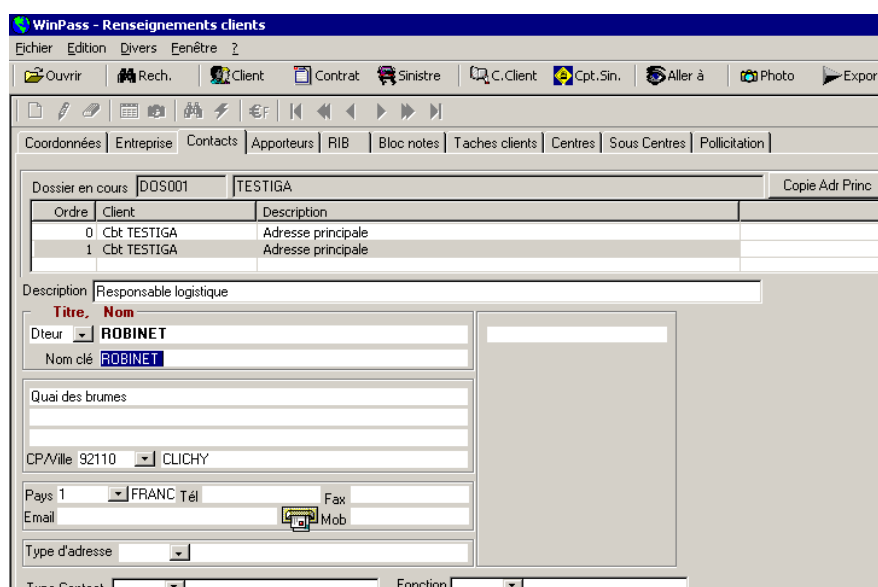 WinPass - Renseignements clients
Fichier Edition Divers Fenêtre ?
Ouvrir Rech. Client Contrat Sinistre C.Client Cpt.Sin. Aller à Photo Expor
€F
Coordonnées Entreprise Contacts Apporteurs RIB Bloc notes Taches clients Centres Sous Centres Pollicitation
Dossier en cours DOS001 TESTIGA Copie Adr Princ
Ordre Client Description
0 Cbt TESTIGA Adresse principale
1 Cbt TESTIGA Adresse principale
Description Responsable logistique
Titre, Nom
Dteur ROBINET
Nom clé ROBINET
Quai des brumes
CP/Ville 92110 CLICHY
Pays 1 FRANC Tél Fax
Email Mob
Type d'adresse
Type Contact Fonction